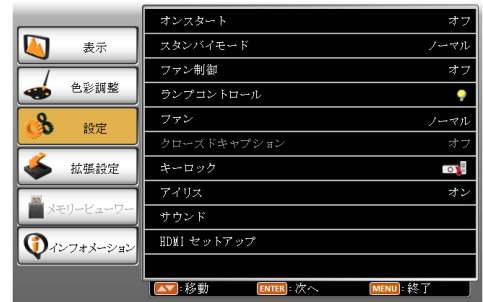 表示
色彩調整
設定
拡張設定
メモリービューワー
インフォメーション
オンスタート オフ
スタンバイモード ノーマル
ファン制御 オフ
ランプコントロール
ファン ノーマル
クローズドキャプション オフ
キーロック
アイリス オン
サウンド
HDMI セットアップ
:移動 ENTER :次へ MENU :終了